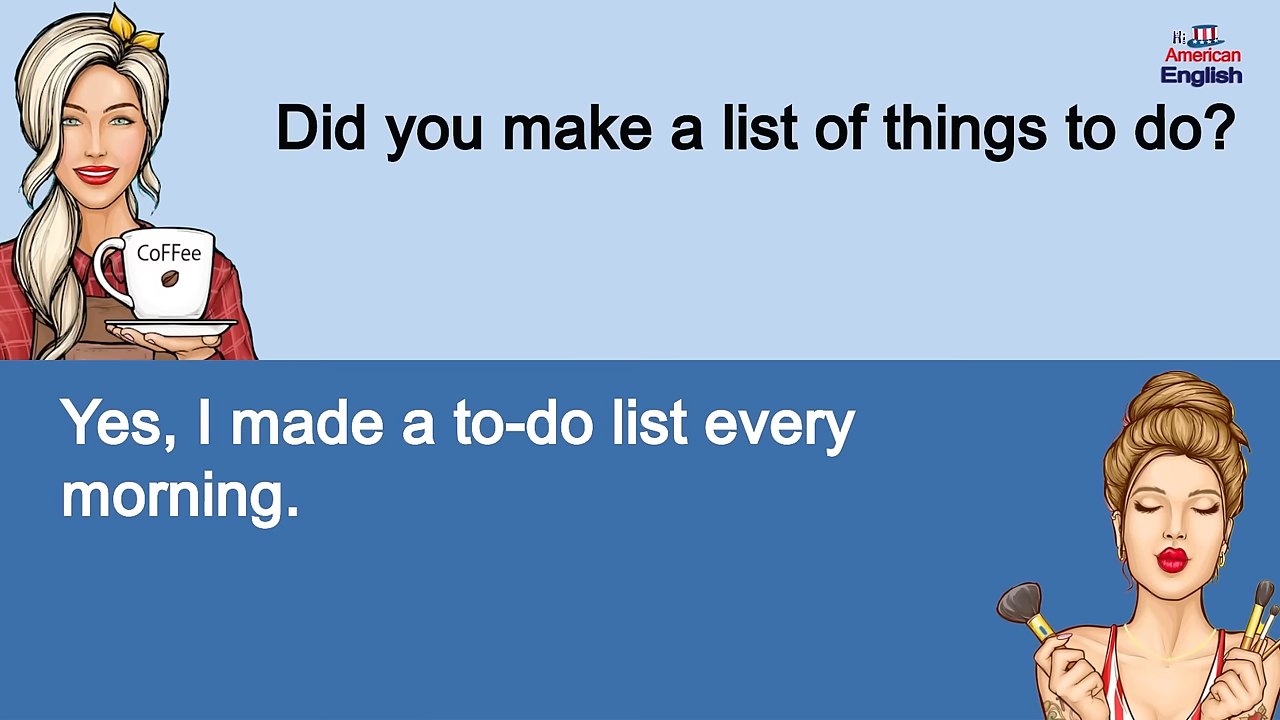 Hi
American
English
Did you make a list of things to do?
CoFFee
Yes, I made a to-do list every
morning.